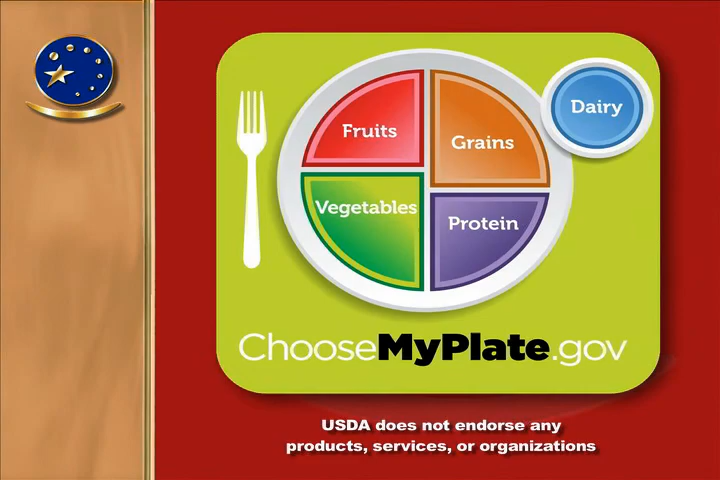 Fruits
Grains
Dairy
Vegetables
Protein
ChooseMyPlate.gov
USDA does not endorse any
products, services, or organizations